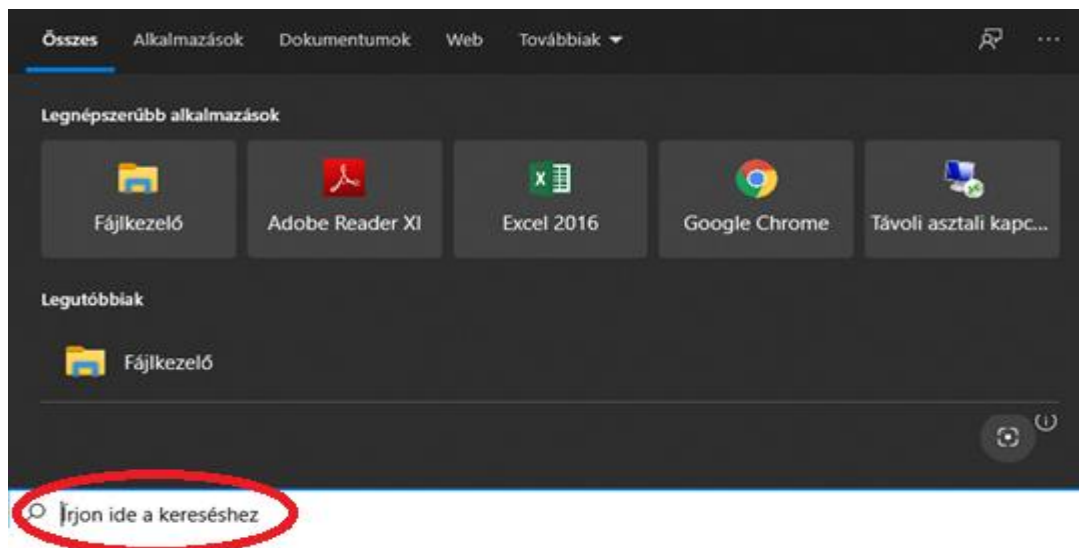 Összes Alkalmazások Dokumentumok Web Továbbiak
Legnépszerűbb alkalmazások
Fájlkezelő Adobe Reader XI Excel 2016 Google Chrome Távoli asztali kapc...
Legutóbbiak
Fájlkezelő
Írjon ide a kereséshez